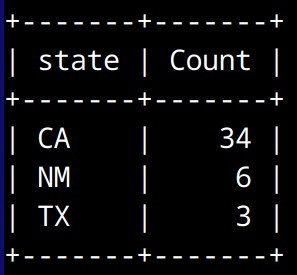 +-------+-------+
| state | Count |
+-------+-------+
| CA    |    34 |
| NM    |     6 |
| TX    |     3 |
+-------+-------+